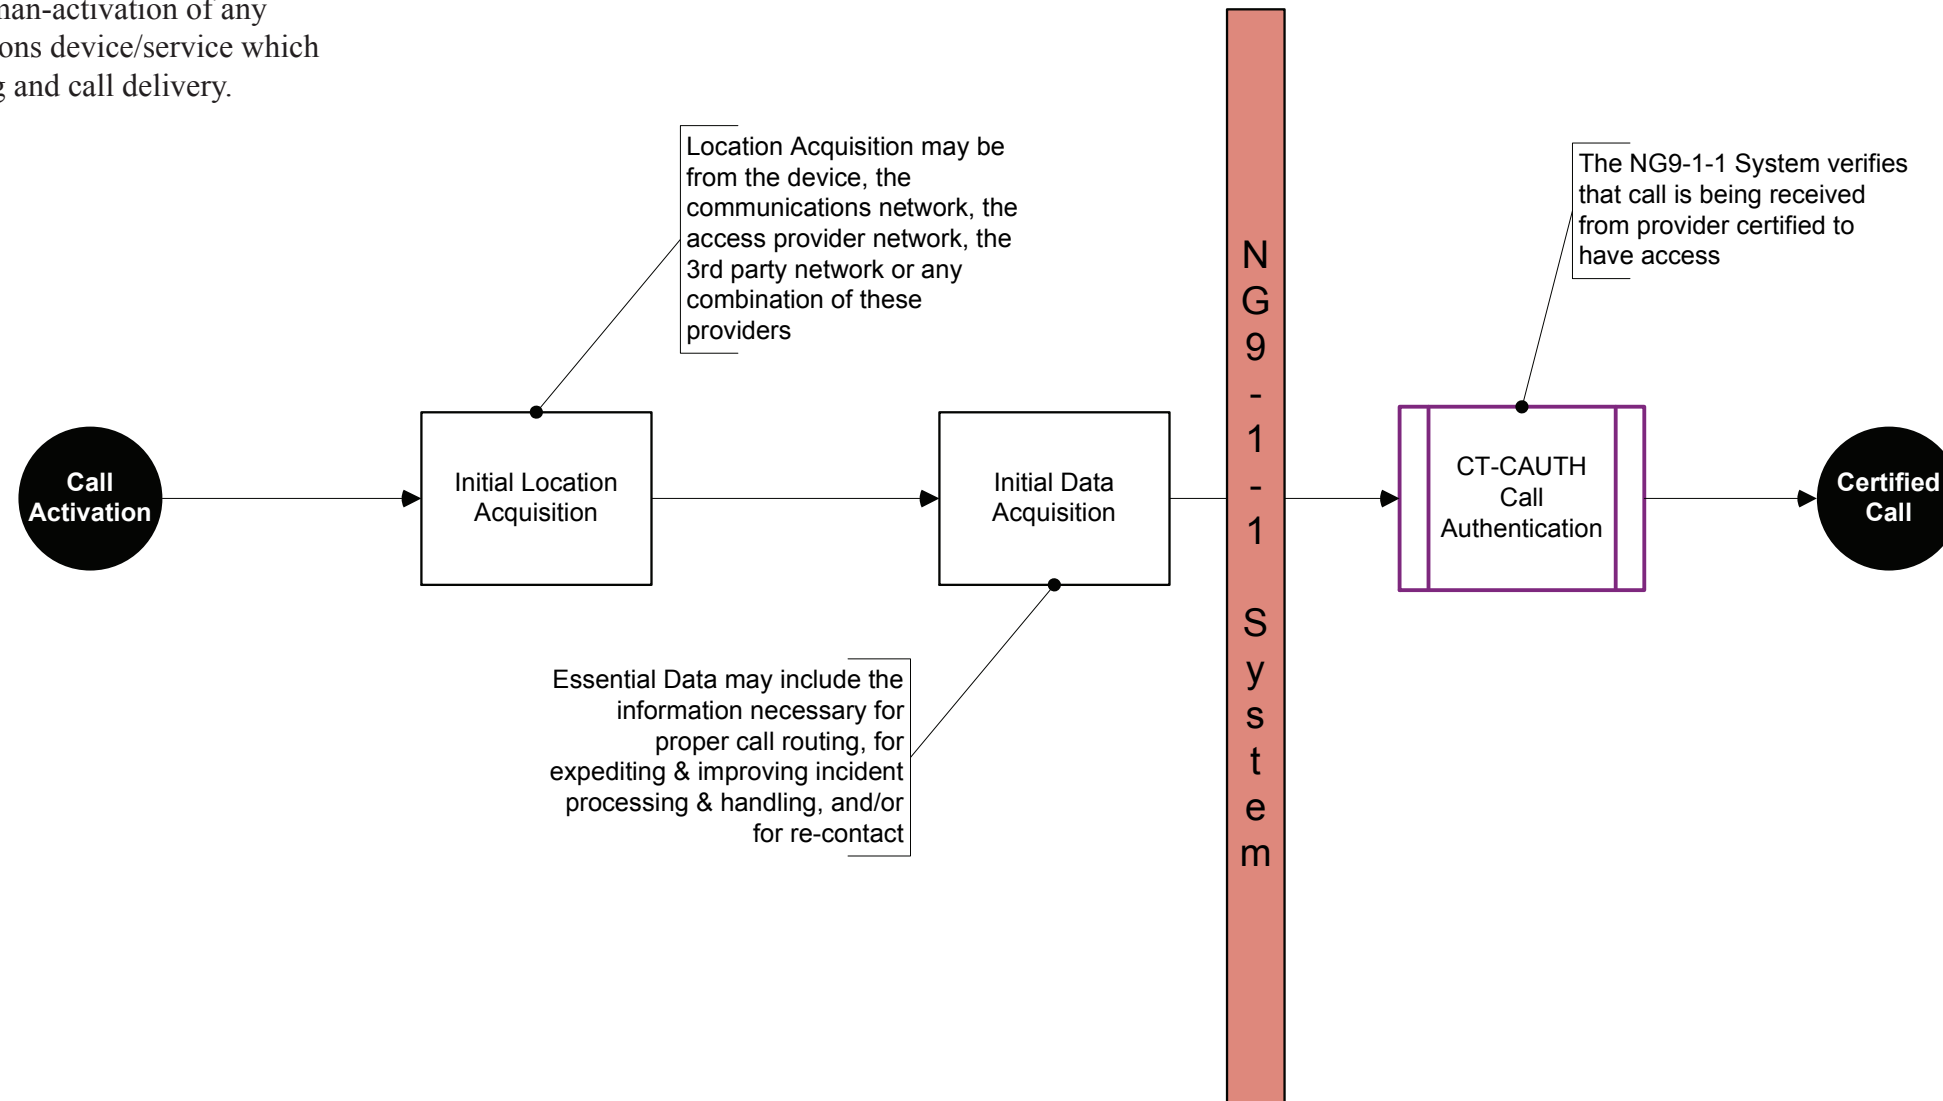 man-activation of any
ons device/service which
and call delivery.
Location Acquisition may be
from the device, the
communications network, the
access provider network, the
3rd party network or any
combination of these
providers
The NG9-1-1 System verifies
that call is being received
from provider certified to
have access
Call
Activation
Initial Location
Acquisition
Initial Data
Acquisition
N
G
9
-
1
-
1
S
y
s
t
e
m
CT-CAUTH
Call
Authentication
Certified
Call
Essential Data may include the
information necessary for
proper call routing, for
expediting & improving incident
processing & handling, and/or
for re-contact